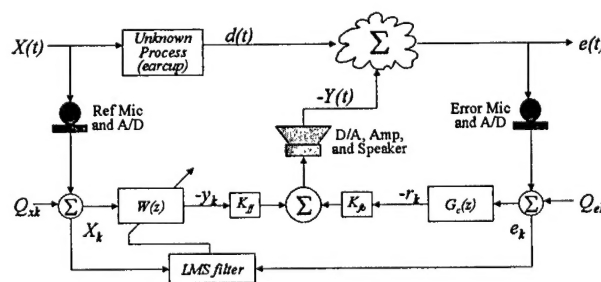 X(t)
Unknown
Process
(earcup)
d(t)
Σ
e(t)
-Y(t)
Ref Mic
and A/D
D/A, Amp,
and Speaker
Error Mic
and A/D
Q_xk
Σ
X_k
W(z)
-y_k
K_ff
Σ
K_fb
-r_k
G_c(z)
Σ
e_k
LMS filter